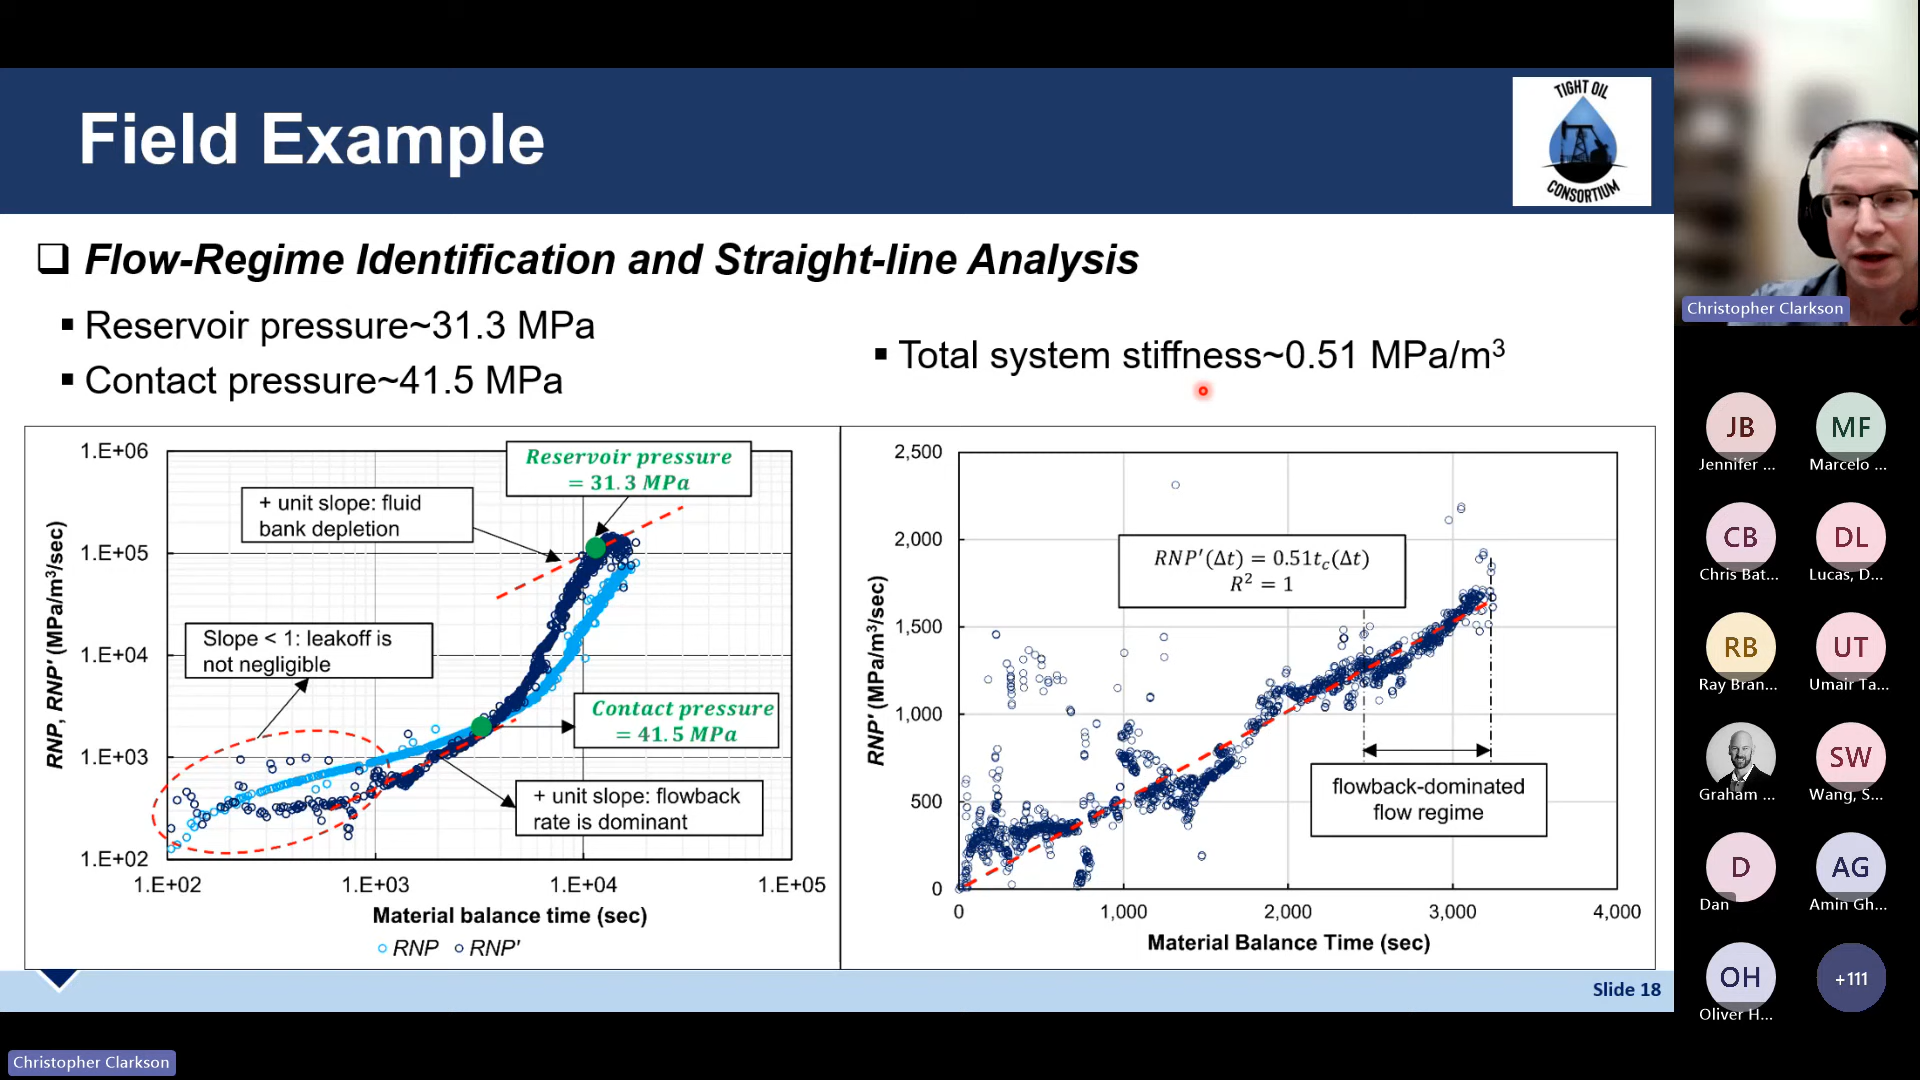 Field Example
TIGHT OIL
CONSORTIUM
Flow-Regime Identification and Straight-line Analysis
Reservoir pressure~31.3 MPa
Contact pressure~41.5 MPa
Total system stiffness~0.51 MPa/m³
1.E+06
1.E+05
1.E+04
1.E+03
1.E+02
RNP, RNP' (MPa/m³/sec)
Reservoir pressure
= 31.3 MPa
+ unit slope: fluid
bank depletion
Slope < 1: leakoff is
not negligible
Contact pressure
= 41.5 MPa
+ unit slope: flowback
rate is dominant
1.E+02
1.E+03
1.E+04
1.E+05
Material balance time (sec)
RNP
RNP'
2,500
2,000
1,500
1,000
500
0
RNP' (MPa/m³/sec)
RNP'(Δt) = 0.51t_c(Δt)
R² = 1
flowback-dominated
flow regime
0
1,000
2,000
3,000
4,000
Material Balance Time (sec)
Slide 18
Christopher Clarkson
Christopher Clarkson
JB
Jennifer ...
MF
Marcelo ...
CB
Chris Bat...
DL
Lucas, D...
RB
Ray Bran...
UT
Umair Ta...
Graham ...
SW
Wang, S...
D
Dan
AG
Amin Gh...
OH
Oliver H...
+111